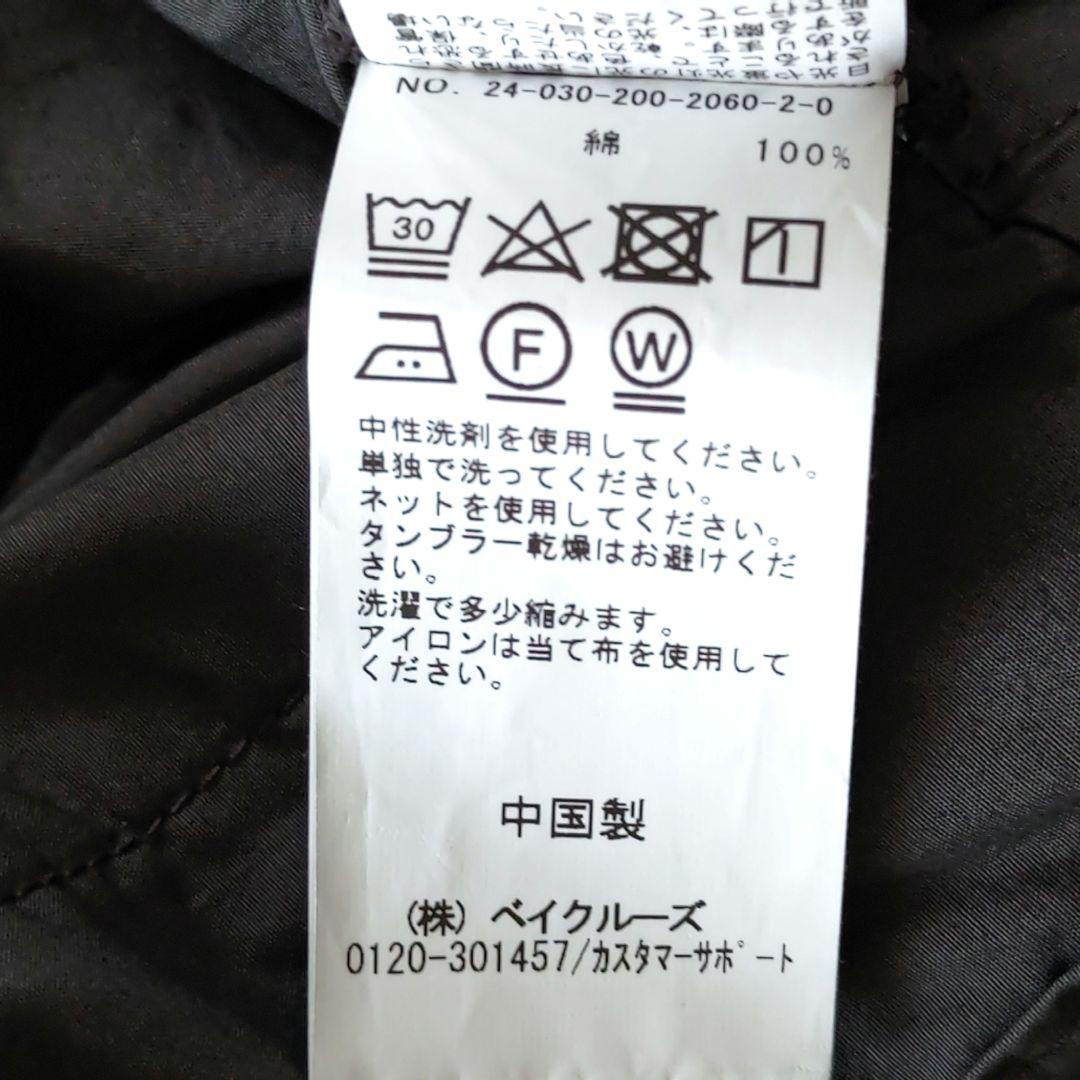 NO. 24-030-200-2060-2-0
綿 100%
30
F W
中性洗剤を使用してください。
単独で洗ってください。
ネットを使用してください。
タンブラー乾燥はお避けくだ
さい。
洗濯で多少縮みます。
アイロンは当て布を使用して
ください。
中国製
(株) ベイクルーズ
0120-301457/カスタマーサポート